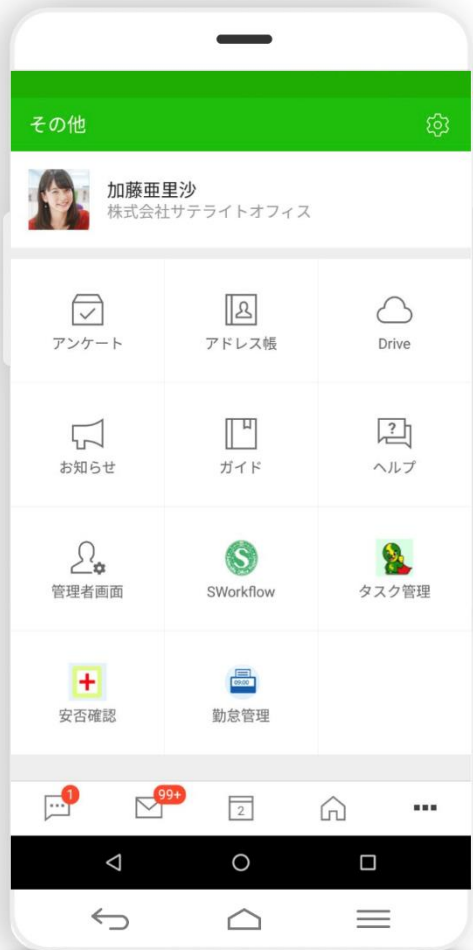 その他
加藤亜里沙
株式会社サテライトオフィス
アンケート
アドレス帳
Drive
お知らせ
ガイド
?
ヘルプ
管理者画面
S
SWorkflow
タスク管理
安否確認
09:00
勤怠管理
1
99+
2